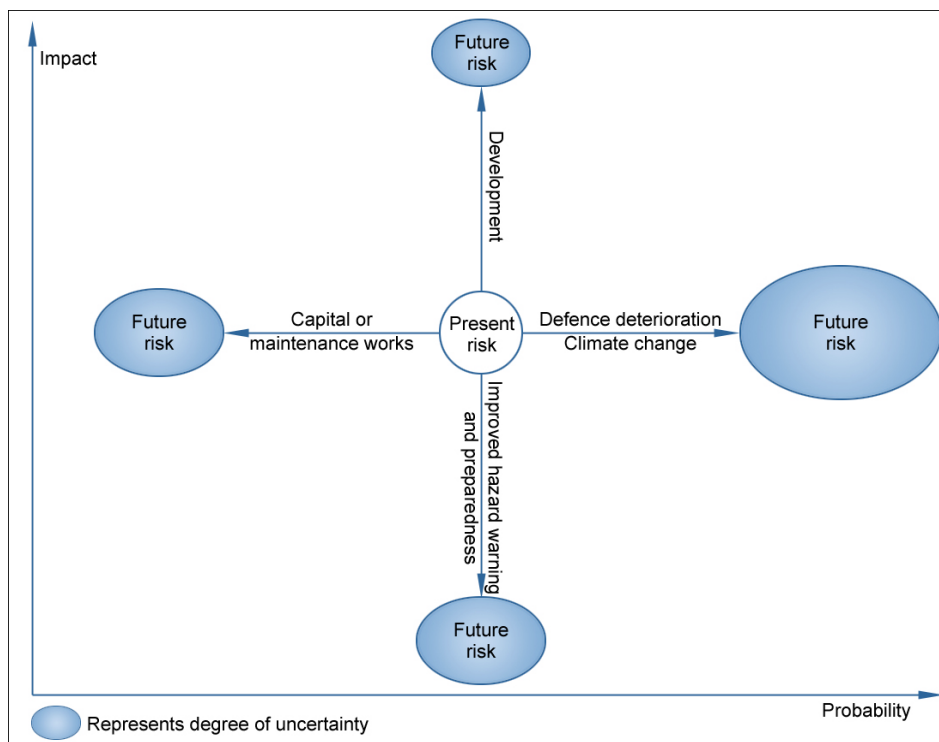 Impact
Future
risk
Development
Future
risk
Capital or
maintenance works
Present
risk
Defence deterioration
Climate change
Future
risk
Improved hazard warning
and preparedness
Future
risk
Probability
Represents degree of uncertainty